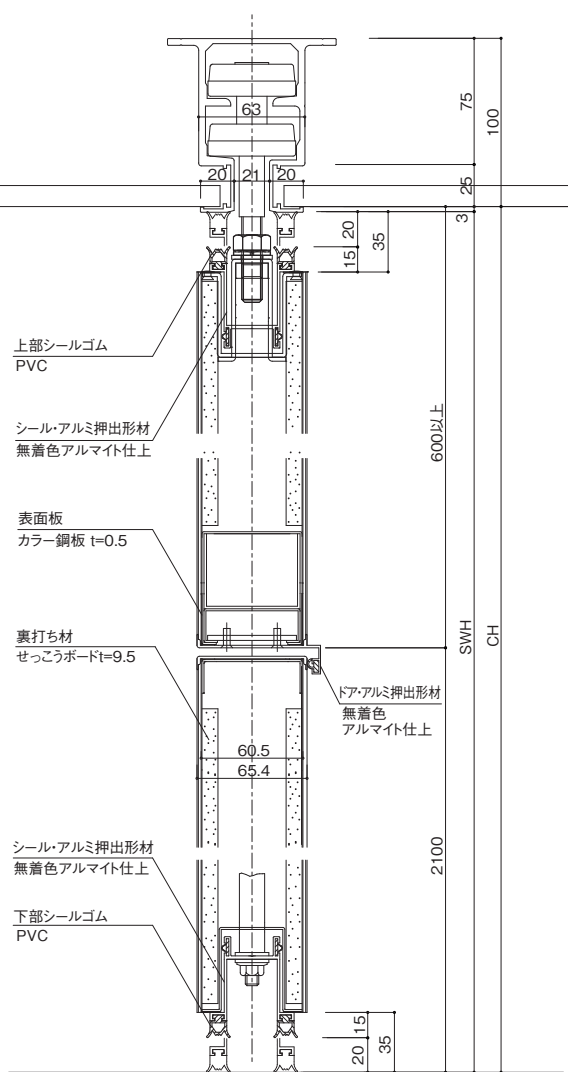 75
100
63
20 21 20
25
3
20
35
15
上部シールゴム
PVC
シール・アルミ押出形材
無着色アルマイト仕上
600以上
表面板
カラー鋼板 t=0.5
裏打ち材
せっこうボードt=9.5
SWH
CH
ドア・アルミ押出形材
無着色
アルマイト仕上
60.5
65.4
2100
シール・アルミ押出形材
無着色アルマイト仕上
下部シールゴム
PVC
15
35
20